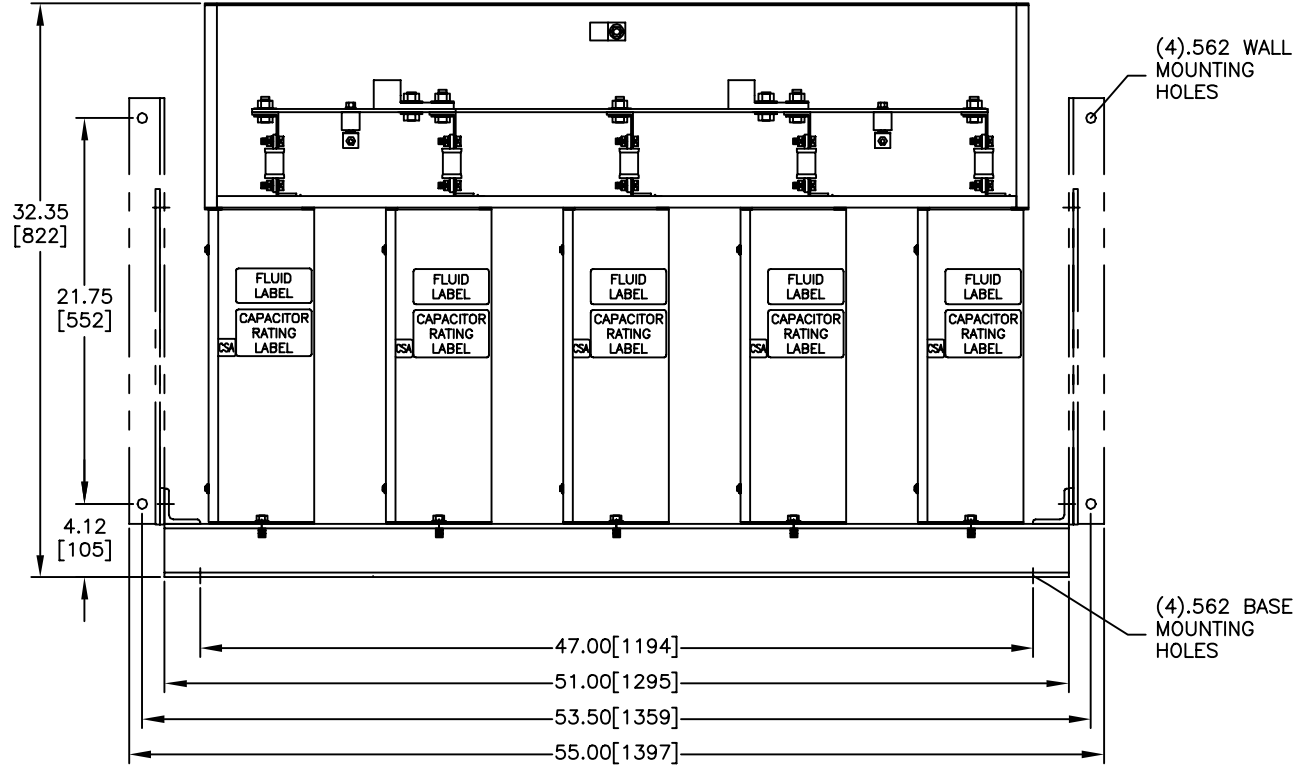 (4).562 WALL
MOUNTING
HOLES
32.35
[822]
21.75
[552]
4.12
[105]
FLUID
LABEL
CAPACITOR
RATING
LABEL
CSA
FLUID
LABEL
CAPACITOR
RATING
LABEL
CSA
FLUID
LABEL
CAPACITOR
RATING
LABEL
CSA
FLUID
LABEL
CAPACITOR
RATING
LABEL
CSA
FLUID
LABEL
CAPACITOR
RATING
LABEL
CSA
(4).562 BASE
MOUNTING
HOLES
47.00[1194]
51.00[1295]
53.50[1359]
55.00[1397]